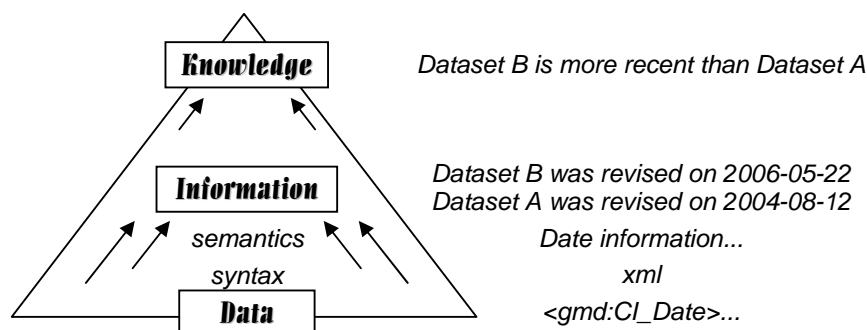 Knowledge
Dataset B is more recent than Dataset A
Information
Dataset B was revised on 2006-05-22
Dataset A was revised on 2004-08-12
semantics
Date information...
syntax
xml
Data
<gmd:CI_Date>...